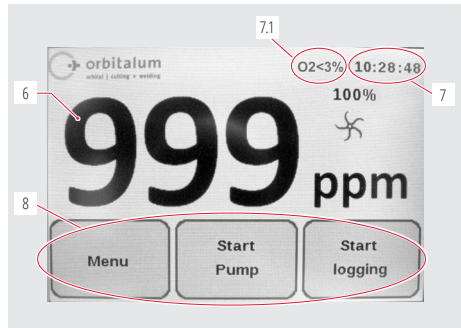 7.1
orbitalum
orbital | cutting + welding
O2<3% 10:28:48
6
100%
7
999 ppm
8
Menu
Start
Pump
Start
logging